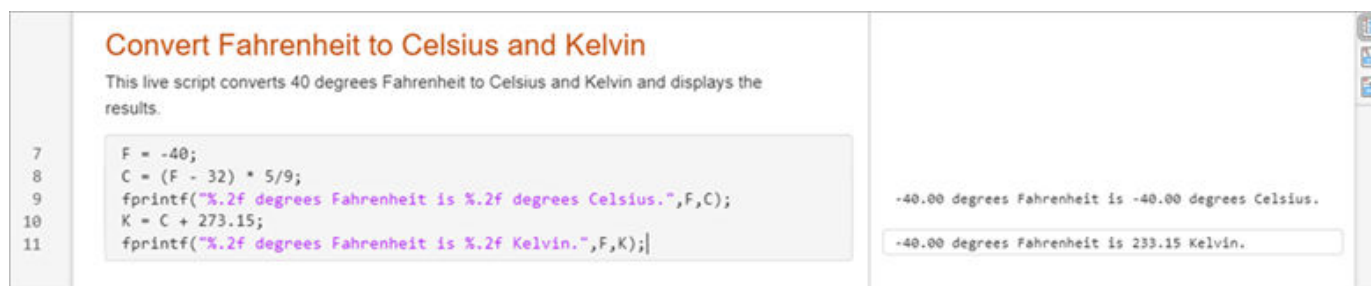 Convert Fahrenheit to Celsius and Kelvin
This live script converts 40 degrees Fahrenheit to Celsius and Kelvin and displays the
results.
7 F = -40;
8 C = (F - 32) * 5/9;
9 fprintf("%.2f degrees Fahrenheit is %.2f degrees Celsius.",F,C);
-40.00 degrees Fahrenheit is -40.00 degrees Celsius.
10 K = C + 273.15;
11 fprintf("%.2f degrees Fahrenheit is %.2f Kelvin.",F,K);
-40.00 degrees Fahrenheit is 233.15 Kelvin.